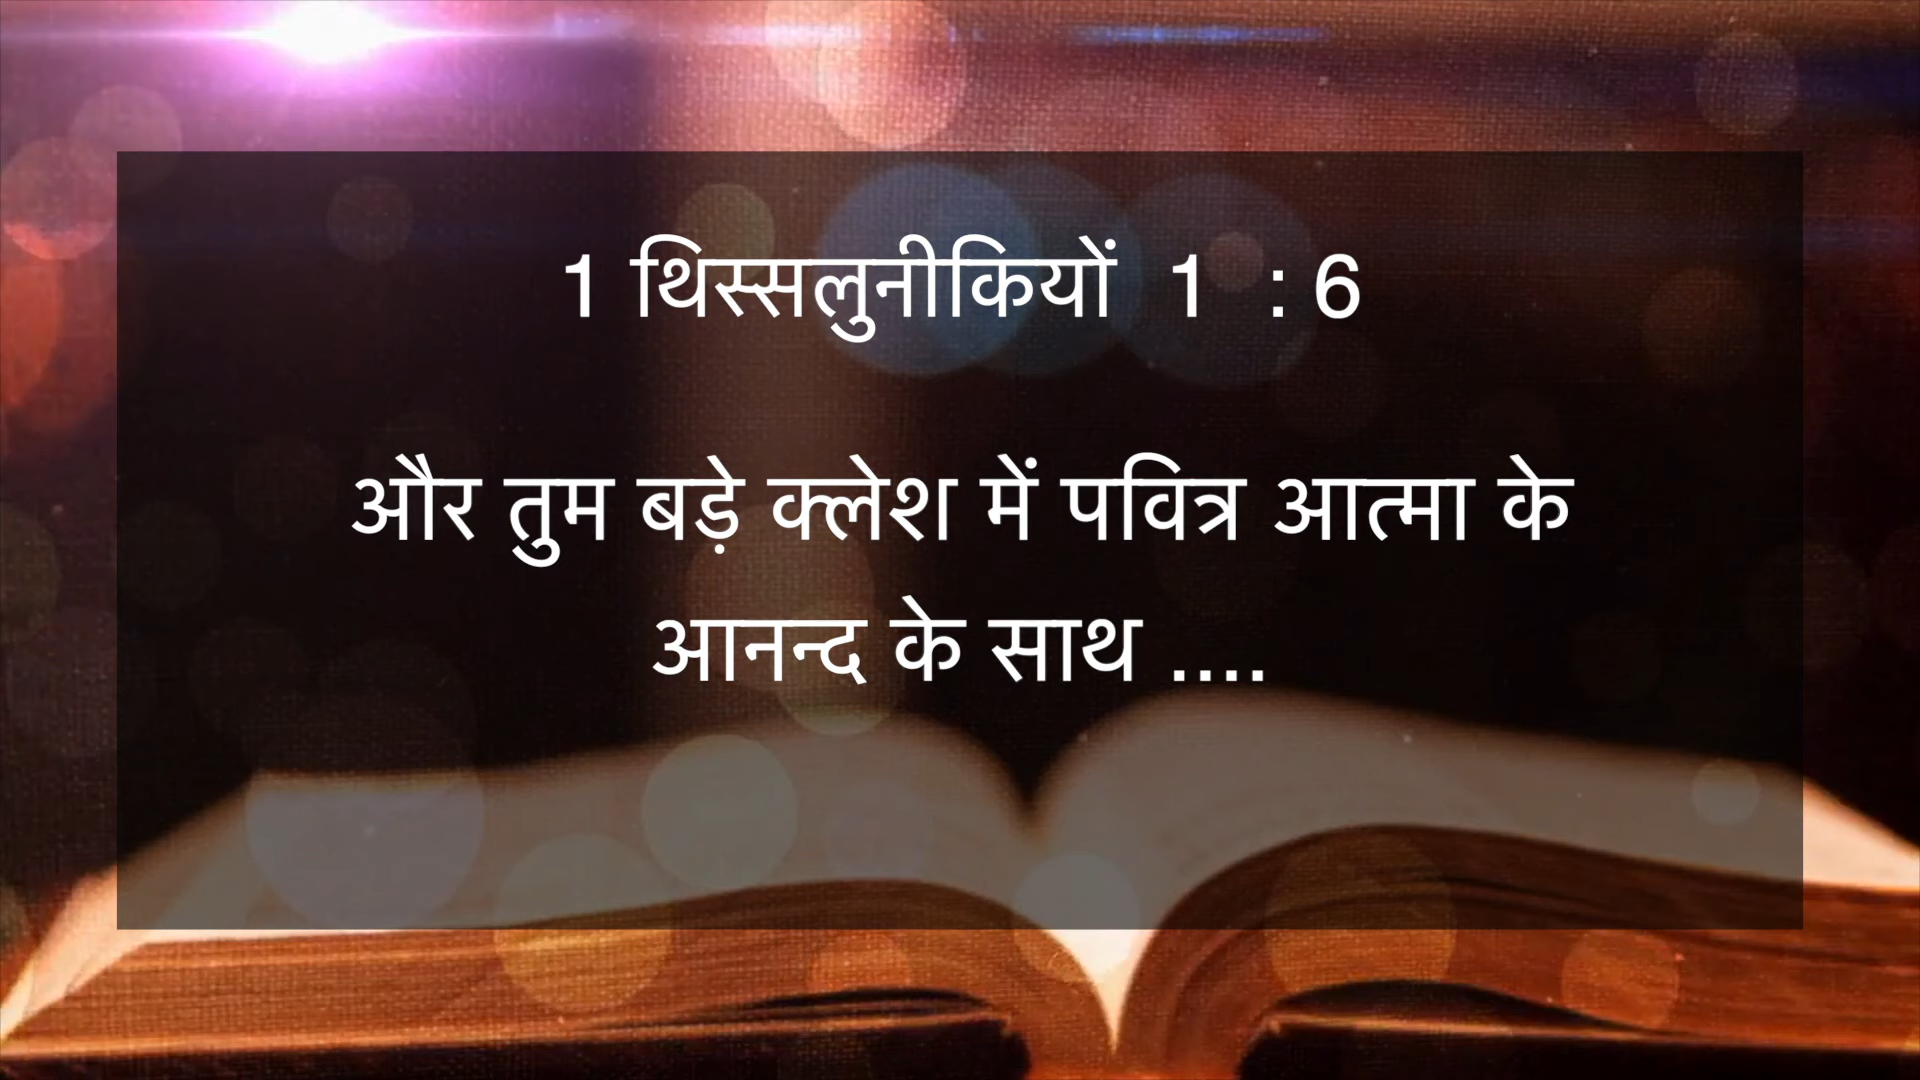 1 थिस्सलुनीकियों 1 : 6
और तुम बड़े क्लेश में पवित्र आत्मा के
आनन्द के साथ ....